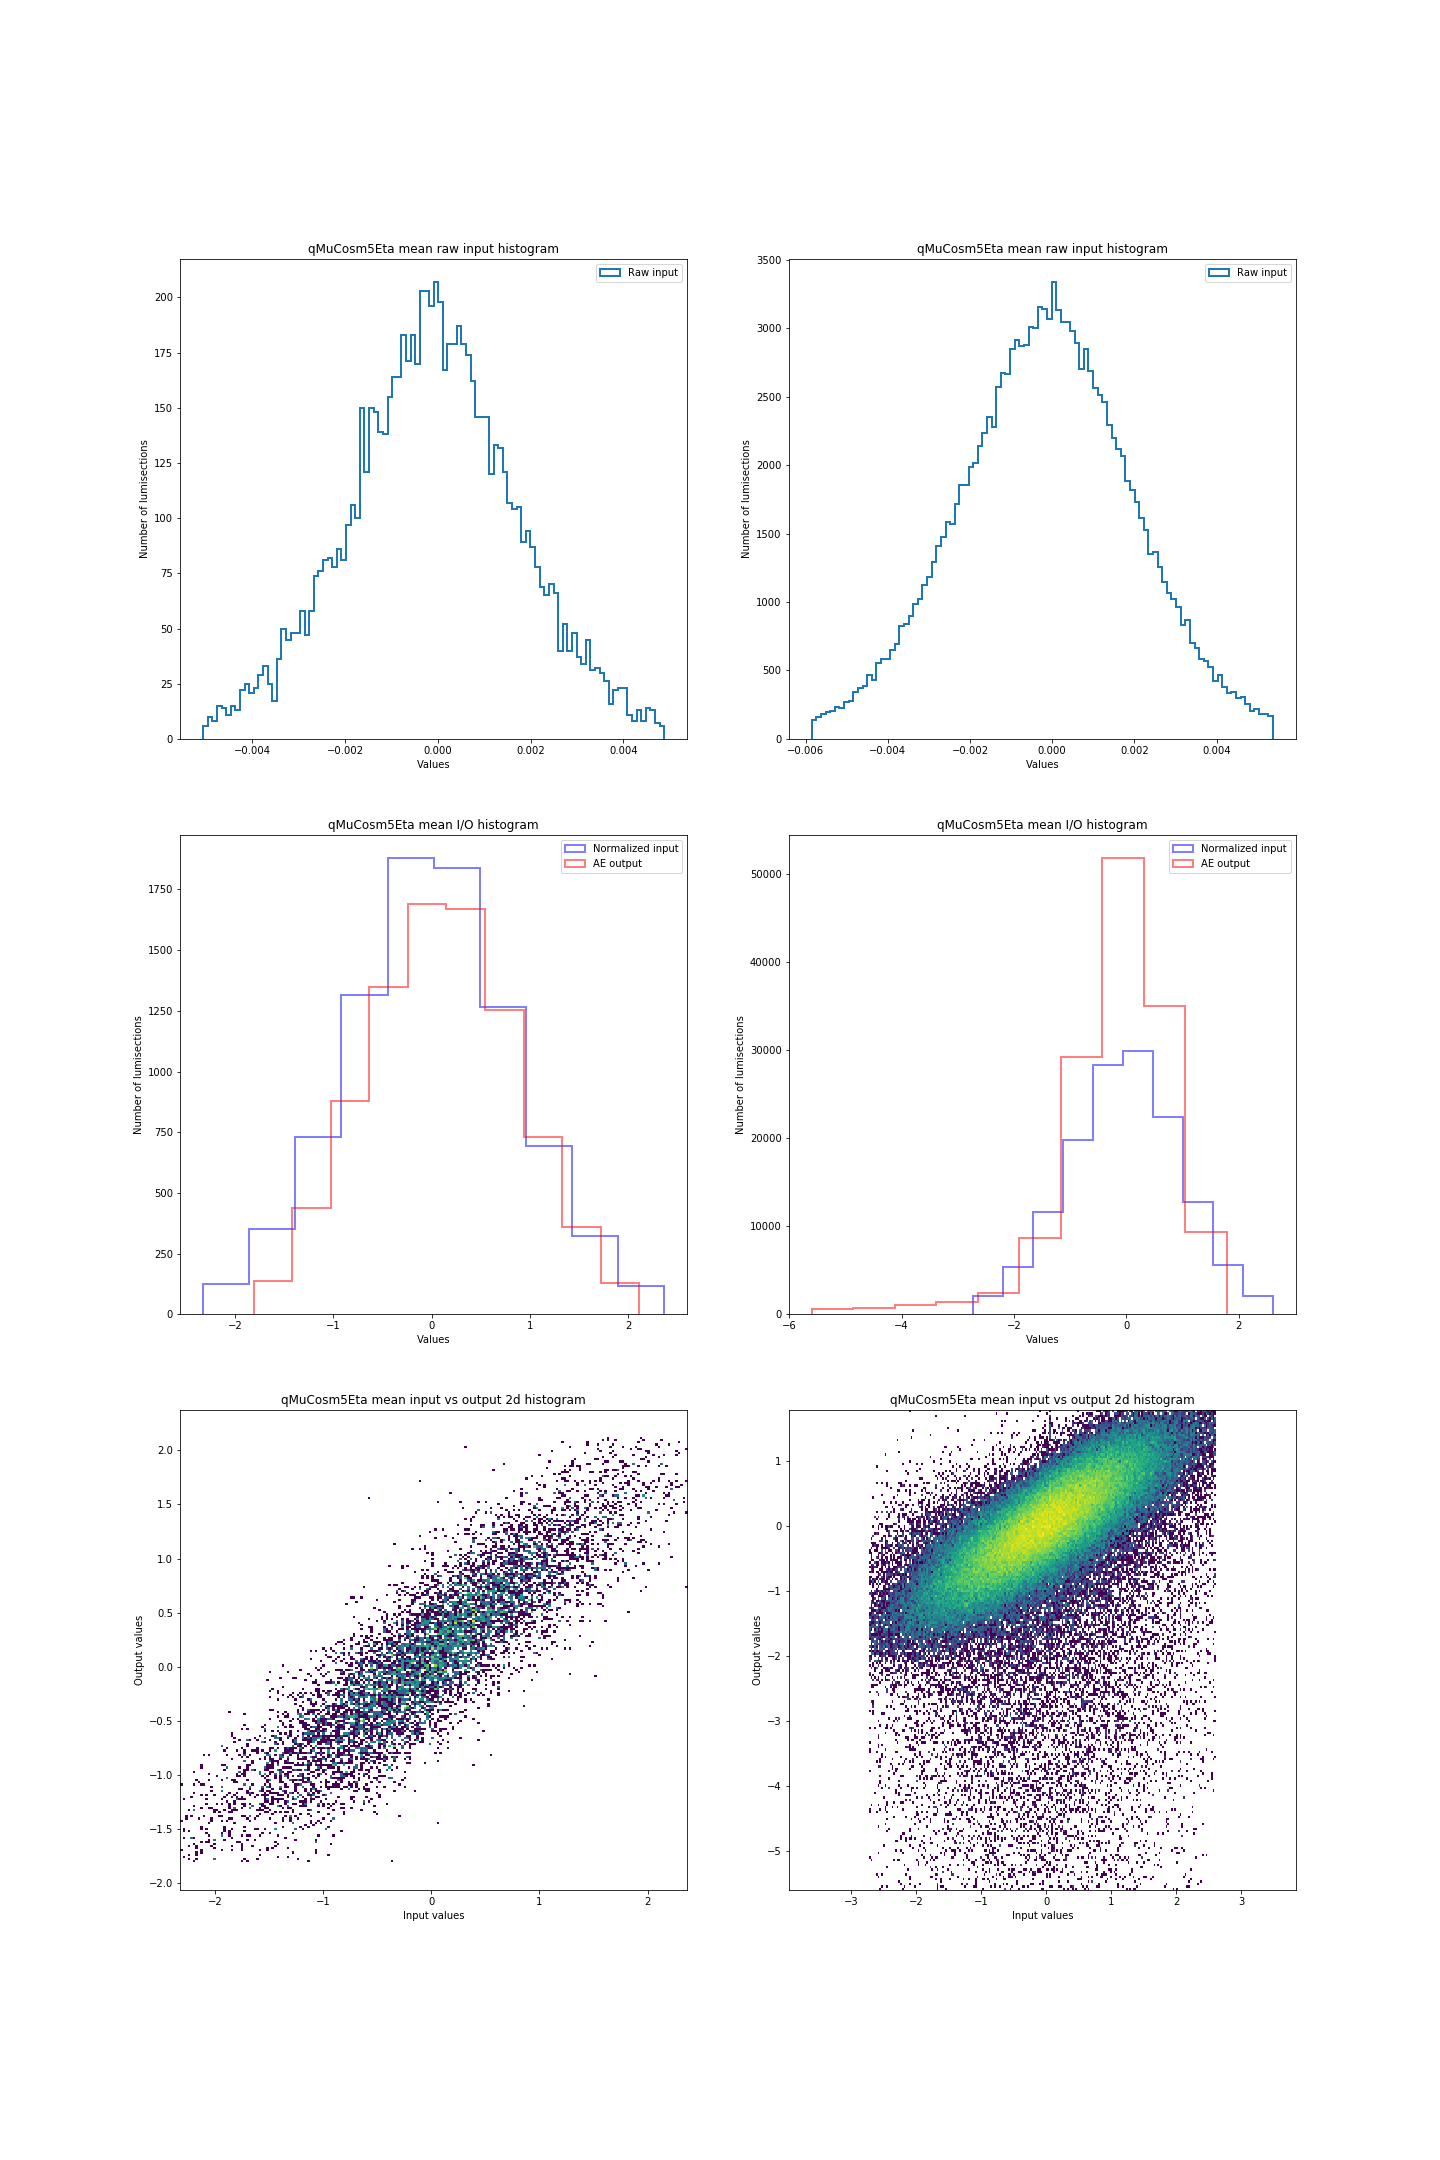 qMuCosm5Eta mean raw input histogram
Raw input
200
175
150
125
100
75
50
25
0
Number of lumisections
−0.004 −0.002 0.000 0.002 0.004
Values
qMuCosm5Eta mean raw input histogram
Raw input
3500
3000
2500
2000
1500
1000
500
0
Number of lumisections
−0.006 −0.004 −0.002 0.000 0.002 0.004
Values
qMuCosm5Eta mean I/O histogram
Normalized input
AE output
1750
1500
1250
1000
750
500
250
0
Number of lumisections
−2 −1 0 1 2
Values
qMuCosm5Eta mean I/O histogram
Normalized input
AE output
50000
40000
30000
20000
10000
0
Number of lumisections
−6 −4 −2 0 2
Values
qMuCosm5Eta mean input vs output 2d histogram
2.0
1.5
1.0
0.5
0.0
−0.5
−1.0
−1.5
−2.0
Output values
−2 −1 0 1 2
Input values
qMuCosm5Eta mean input vs output 2d histogram
1
0
−1
−2
−3
−4
−5
Output values
−3 −2 −1 0 1 2 3
Input values